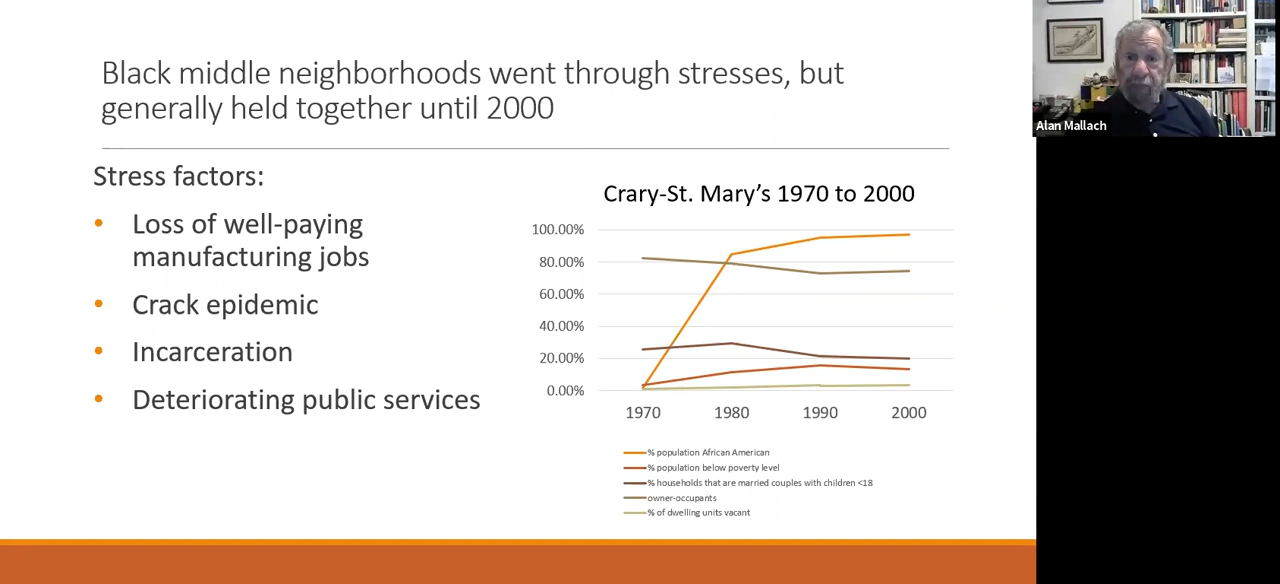 Black middle neighborhoods went through stresses, but
generally held together until 2000
Stress factors:
• Loss of well-paying
manufacturing jobs
• Crack epidemic
• Incarceration
• Deteriorating public services
Crary-St. Mary's 1970 to 2000
100.00%
80.00%
60.00%
40.00%
20.00%
0.00%
1970 1980 1990 2000
% population African American
% population below poverty level
% households that are married couples with children <18
owner-occupants
% of dwelling units vacant
Alan Mallach